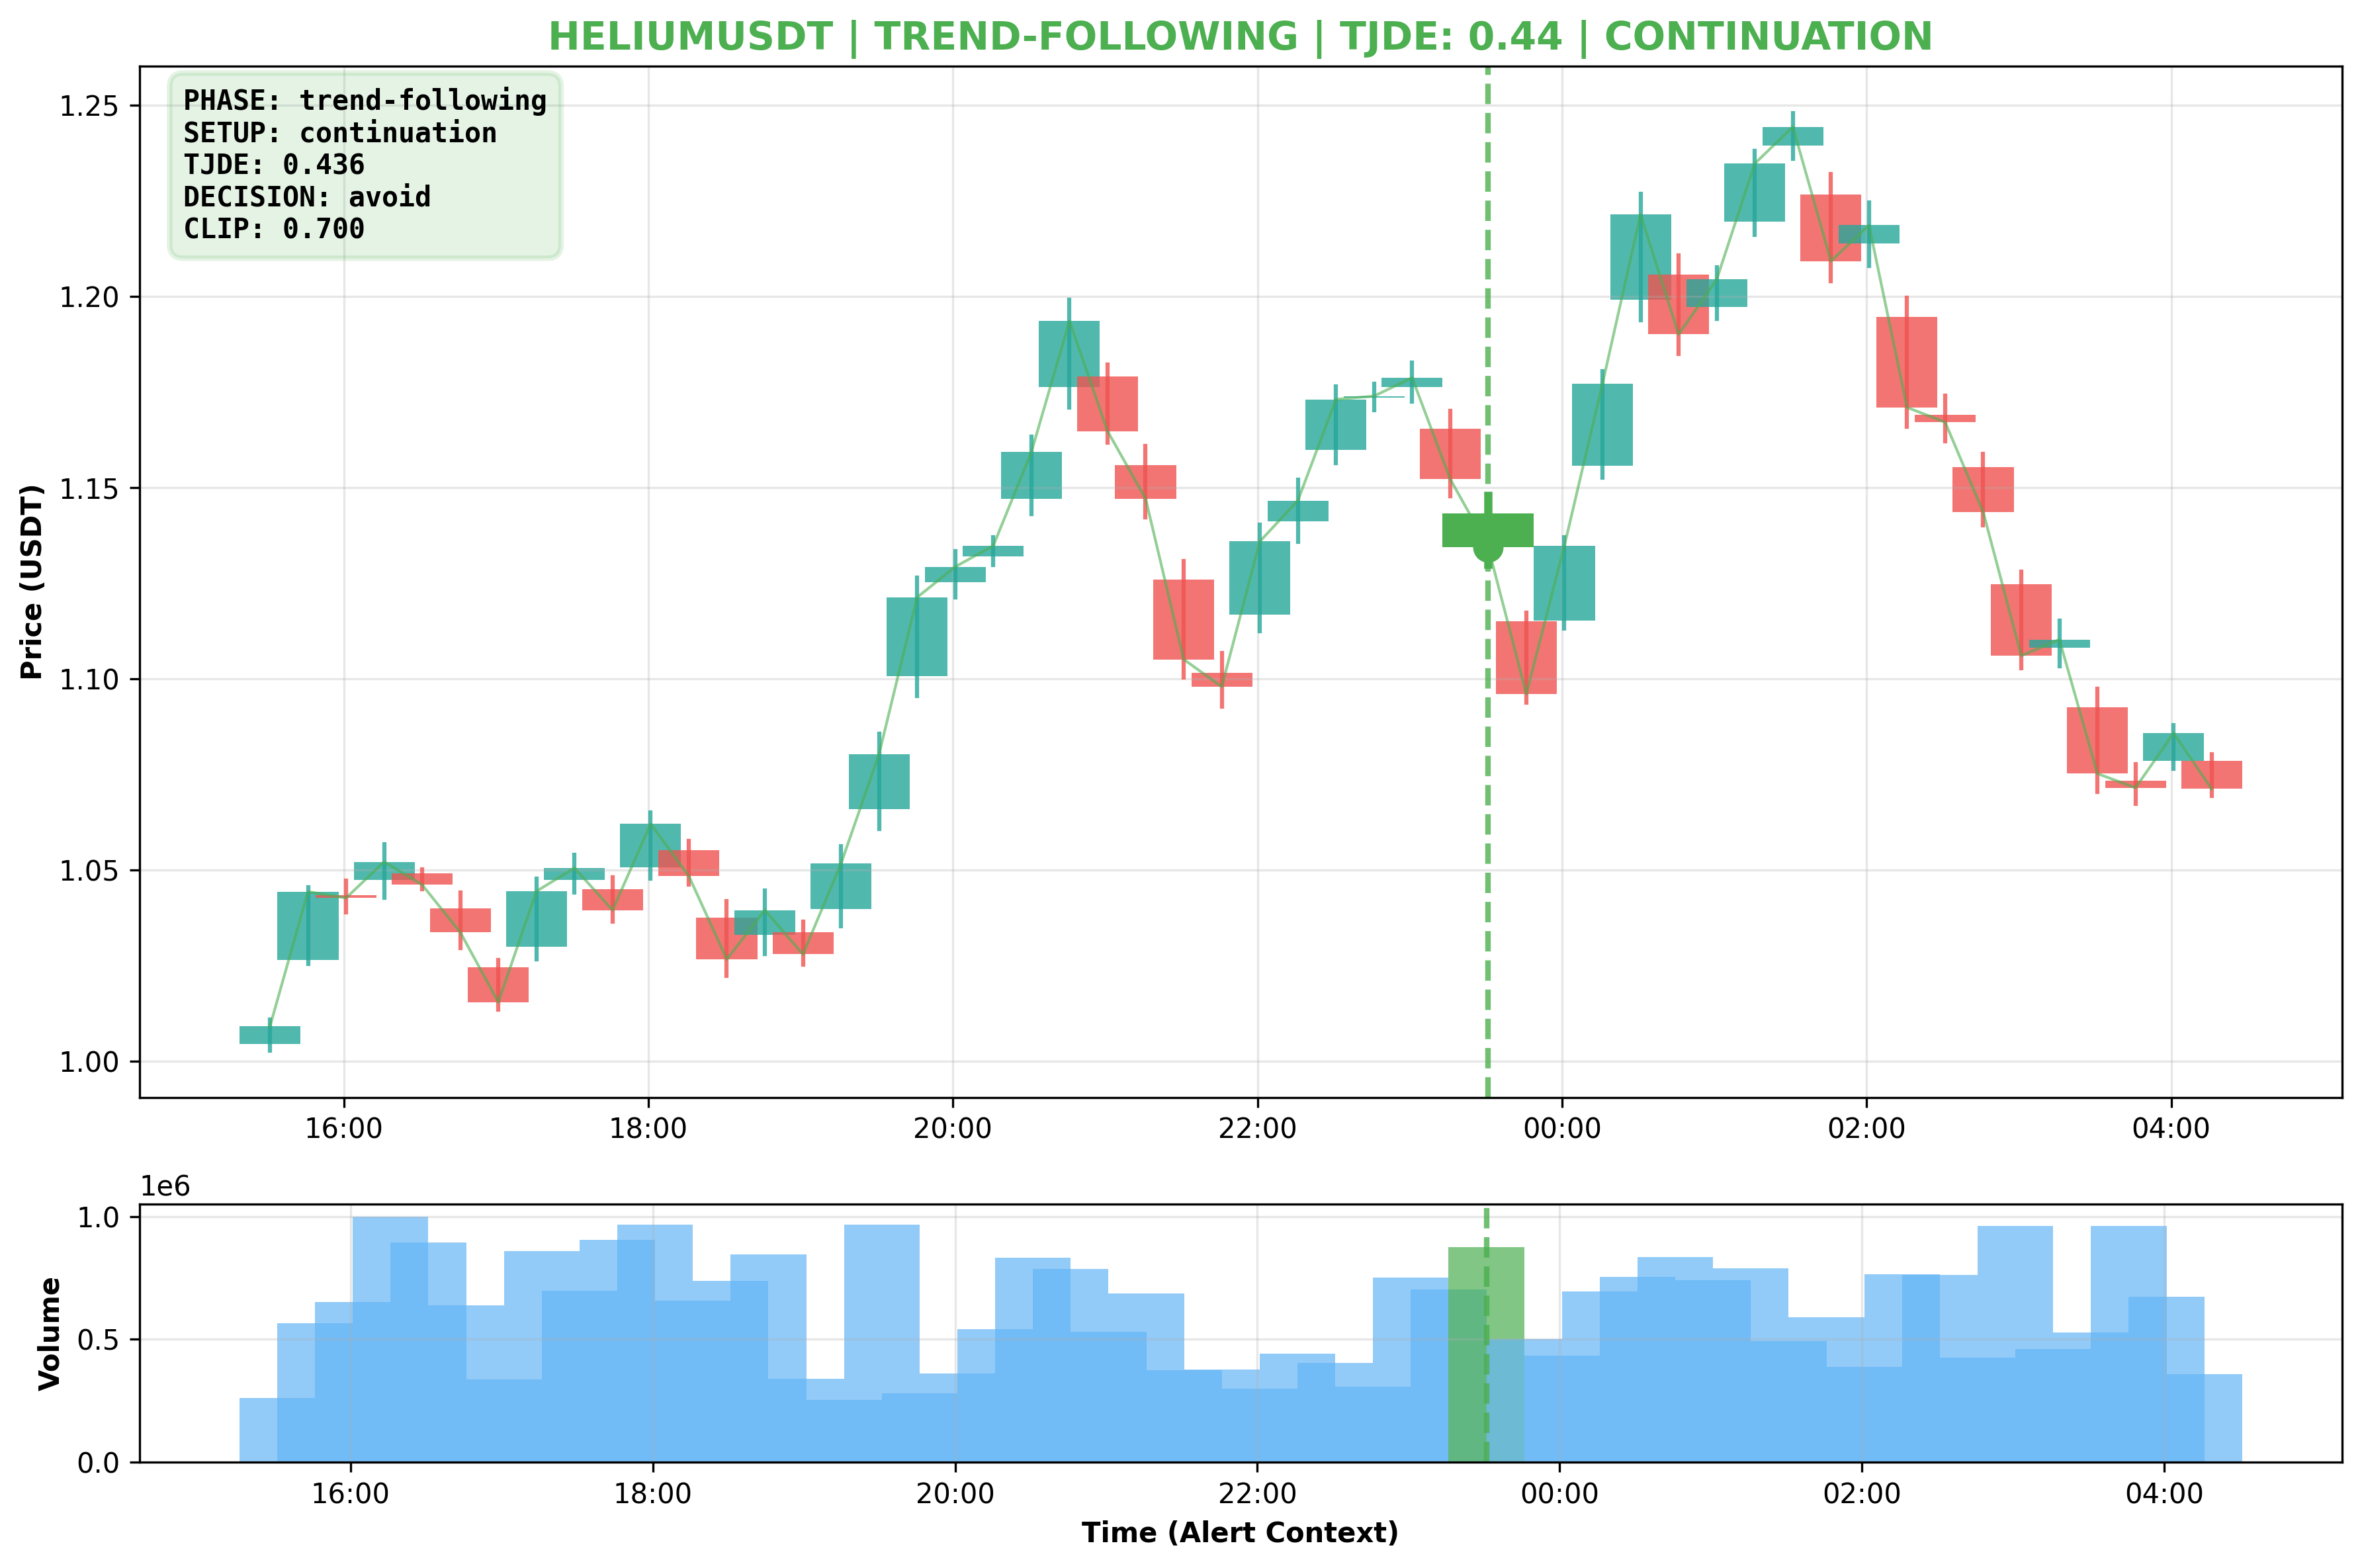 HELIUMUSDT | TREND-FOLLOWING | TJDE: 0.44 | CONTINUATION
PHASE: trend-following
SETUP: continuation
TJDE: 0.436
DECISION: avoid
CLIP: 0.700
Price (USDT)
1.25
1.20
1.15
1.10
1.05
1.00
16:00 18:00 20:00 22:00 00:00 02:00 04:00
1e6
Volume
1.0
0.5
0.0
16:00 18:00 20:00 22:00 00:00 02:00 04:00
Time (Alert Context)